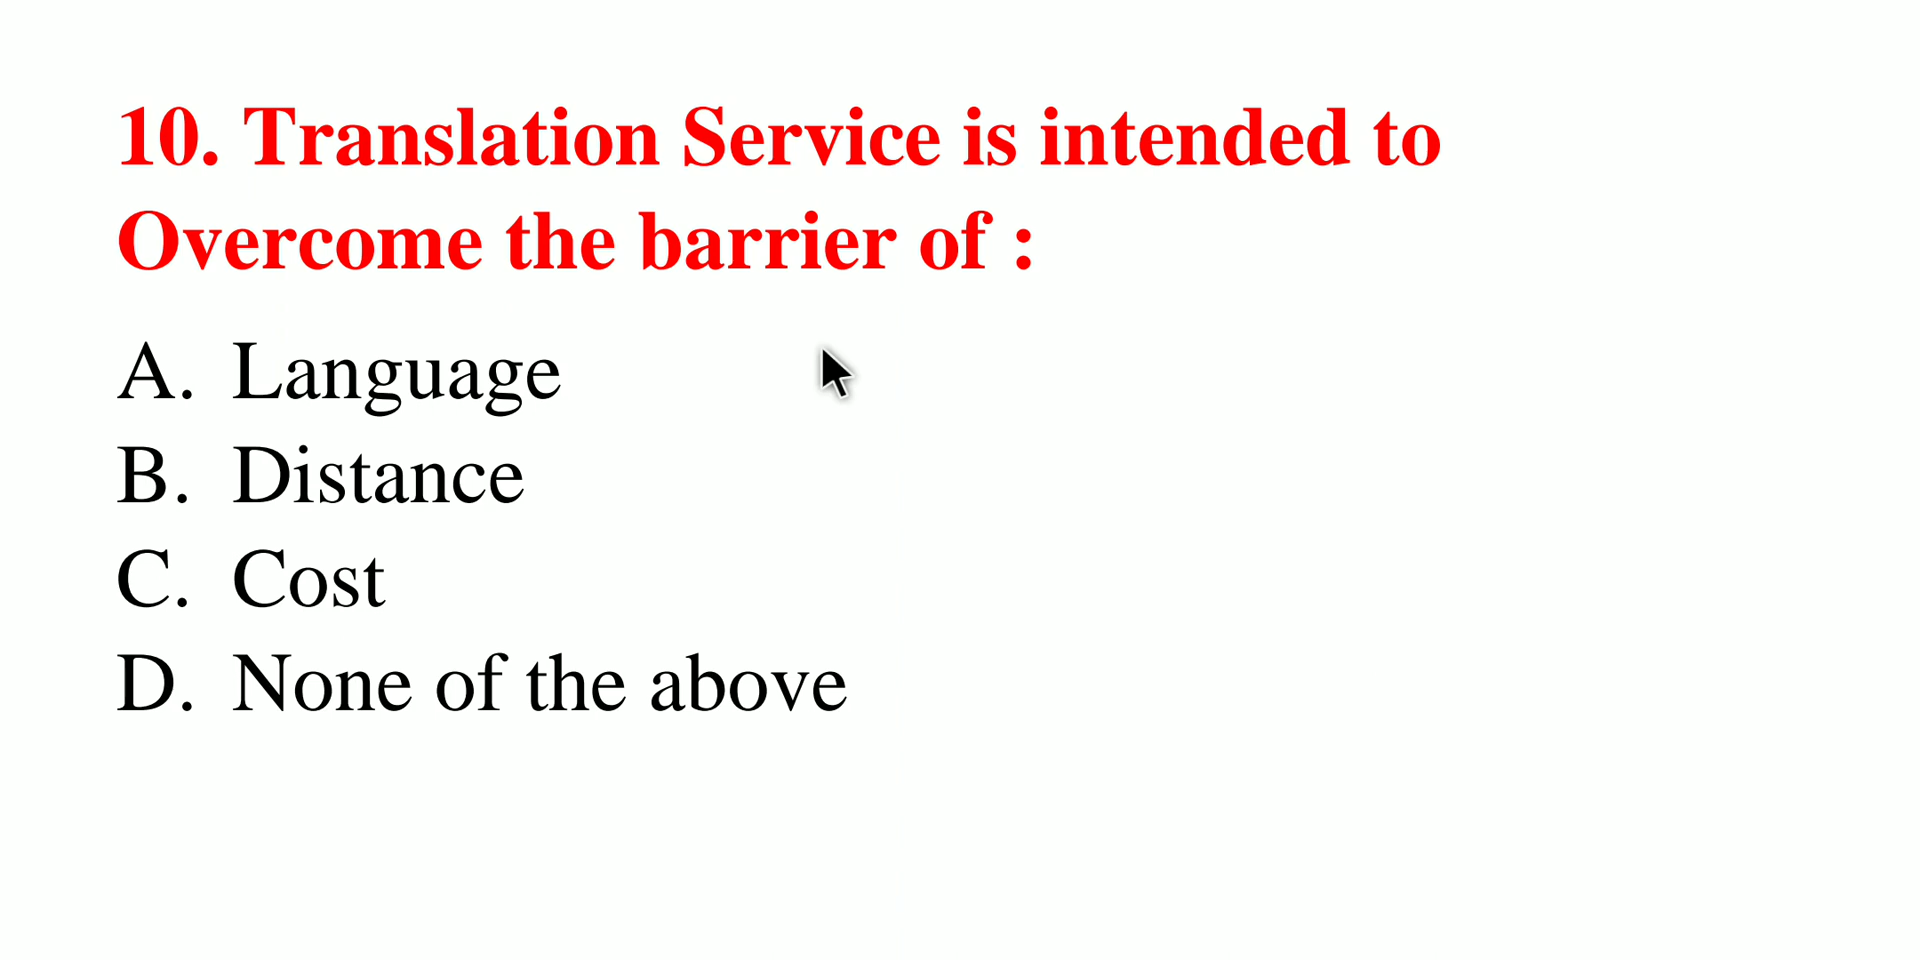 10. Translation Service is intended to
Overcome the barrier of :
A. Language
B. Distance
C. Cost
D. None of the above